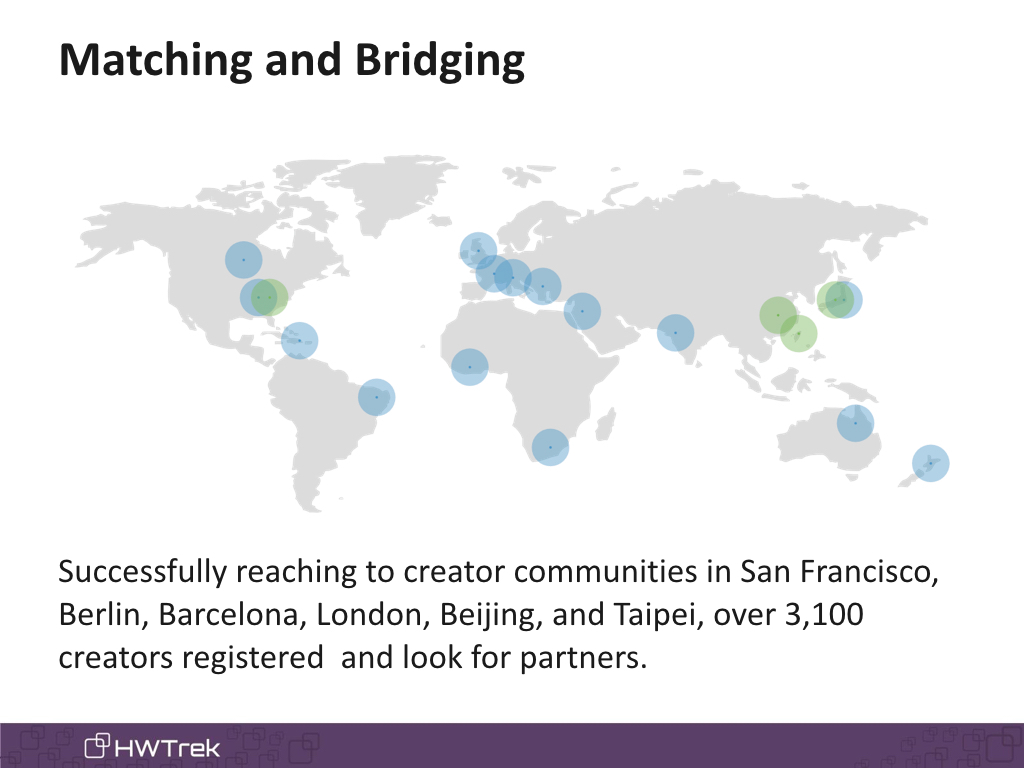 Matching and Bridging
Successfully reaching to creator communities in San Francisco,
Berlin, Barcelona, London, Beijing, and Taipei, over 3,100
creators registered  and look for partners.
HWTrek